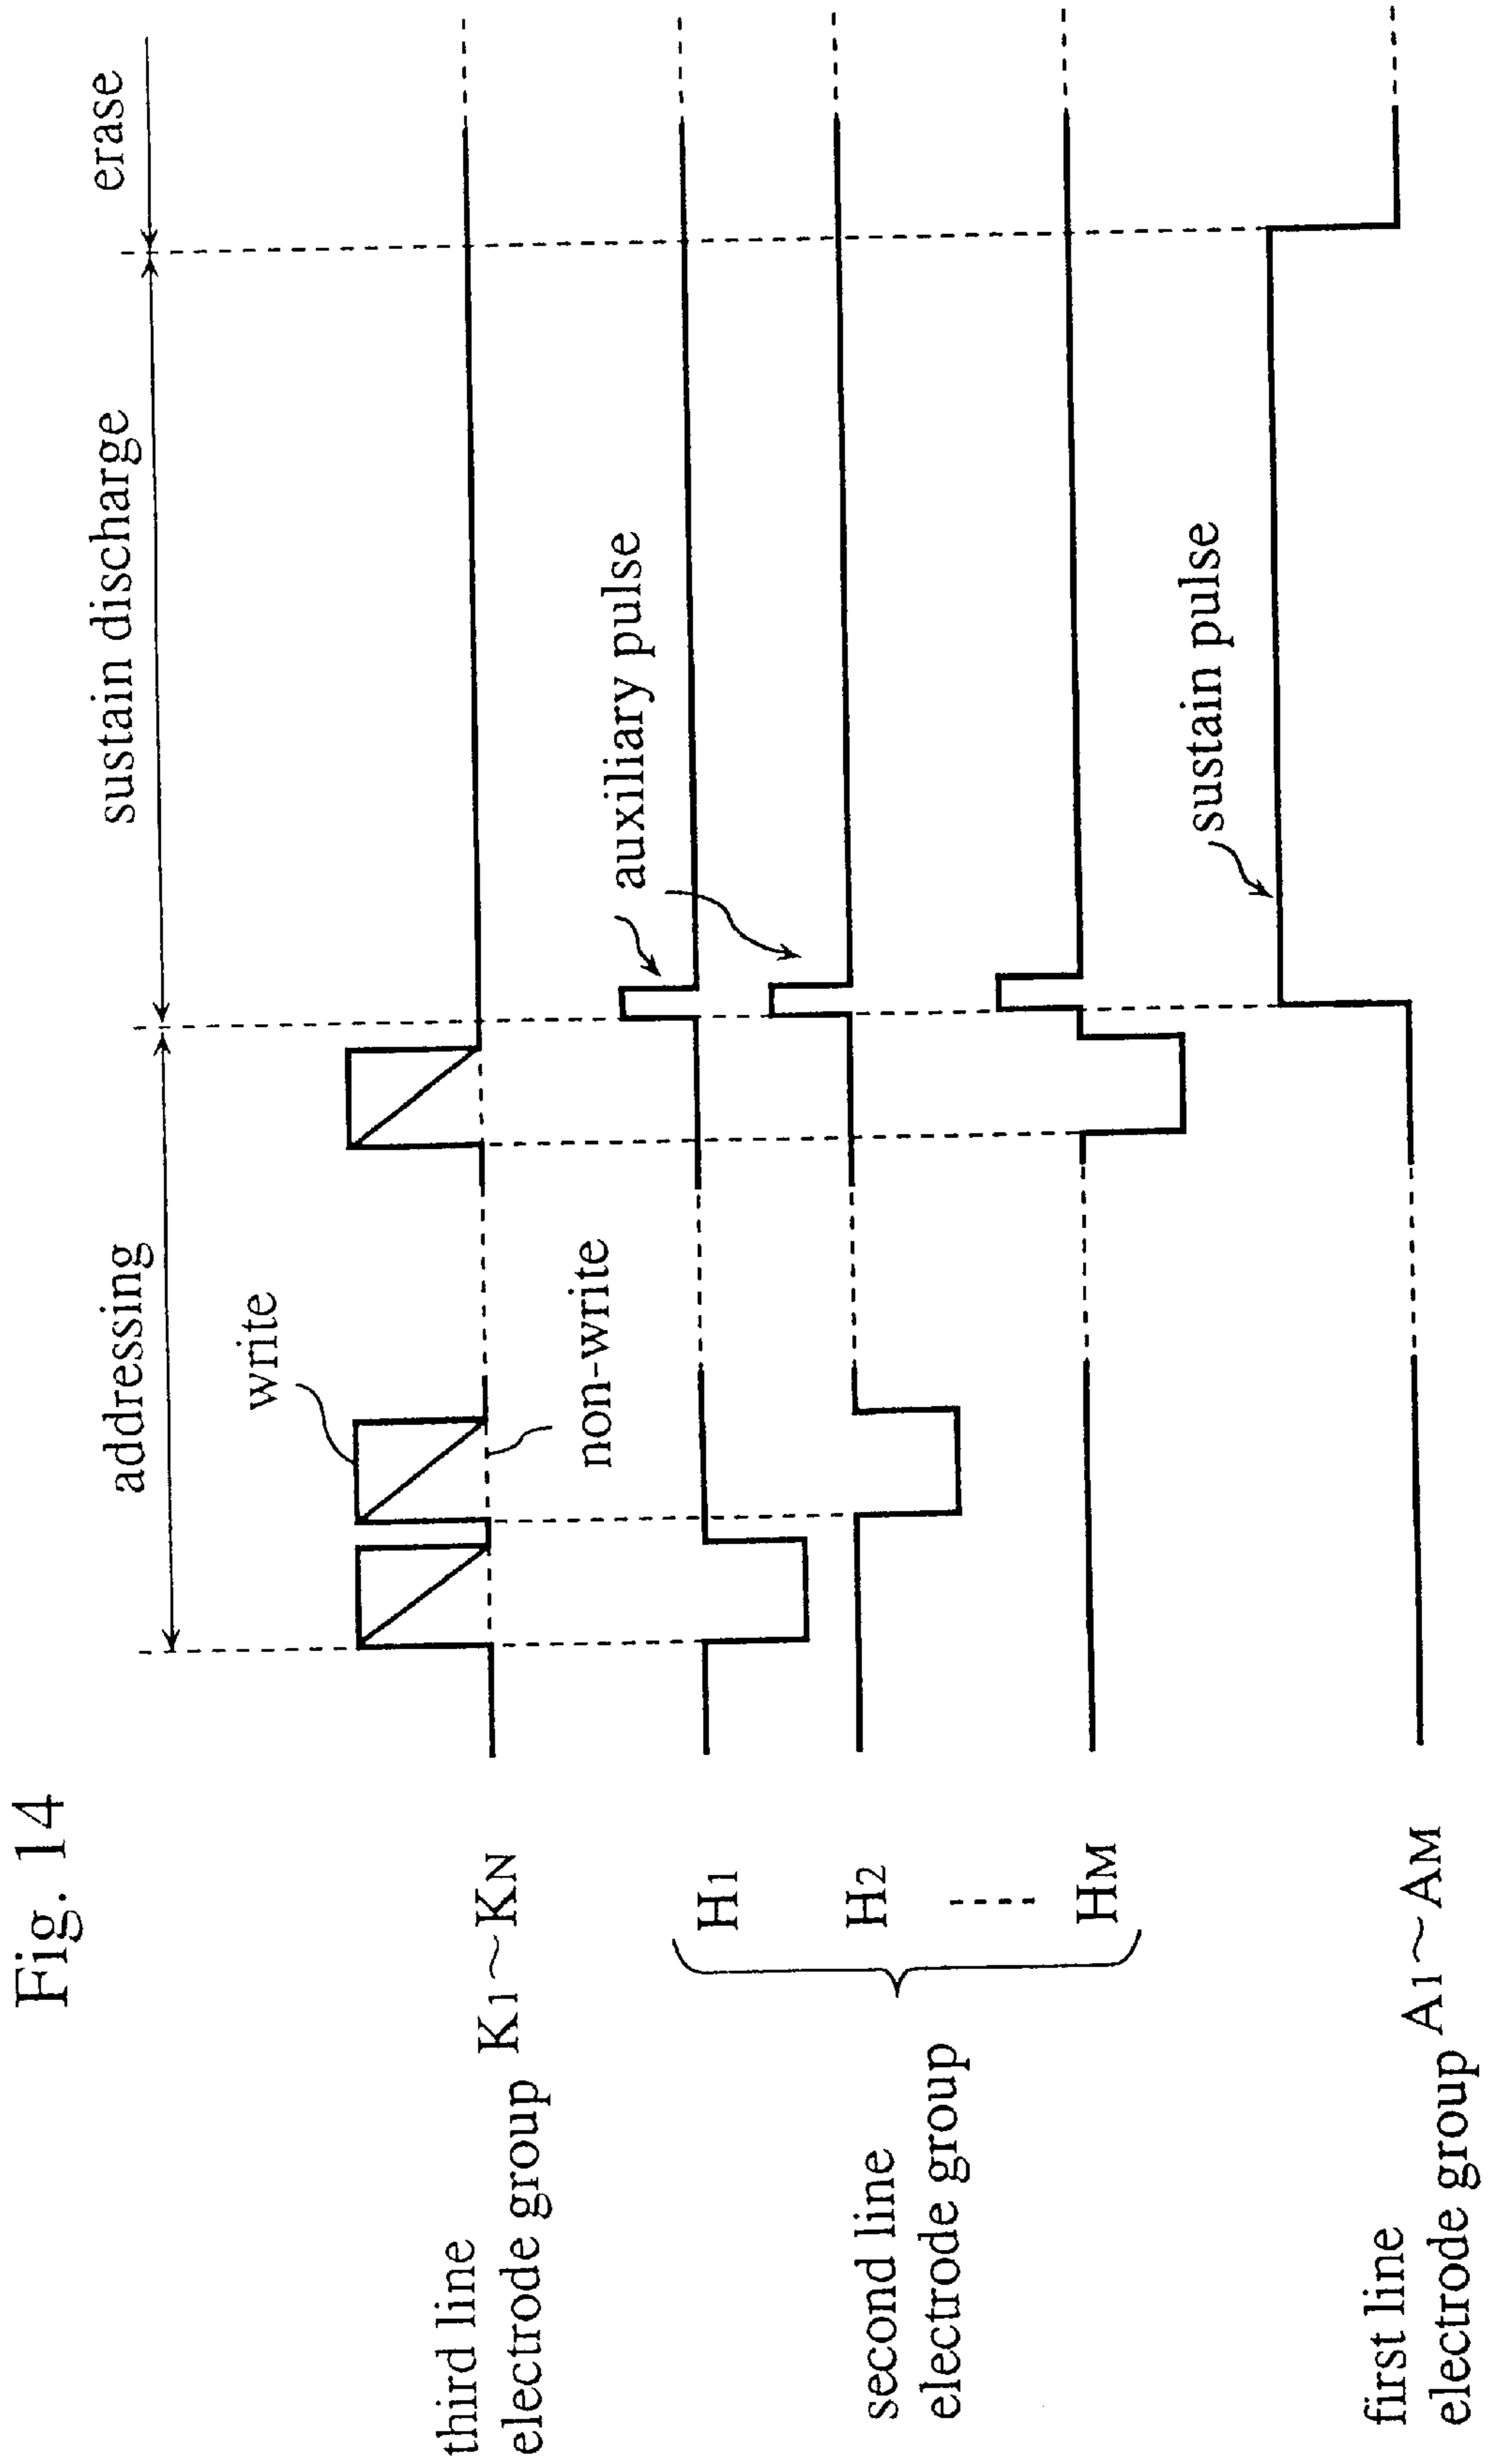 Fig. 14
addressing
sustain discharge
erase
write
non-write
auxiliary pulse
sustain pulse
third line
electrode group K1～KN
H1
H2
HM
second line
electrode group
first line
electrode group A1～AM